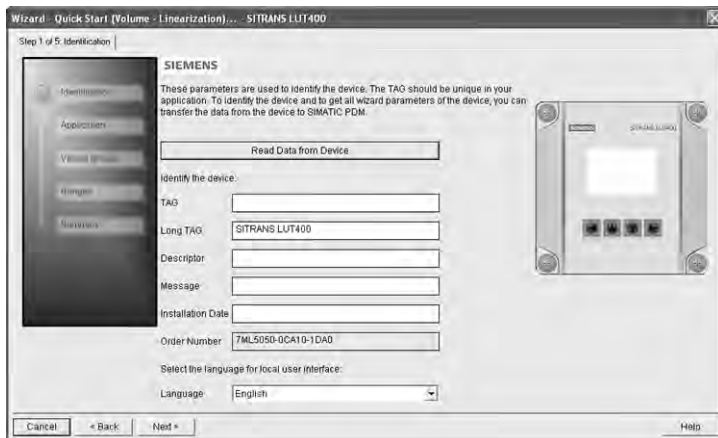 Wizard - Quick Start (Volume - Linearization)... - SITRANS LUT400
Step 1 of 5: Identification
SIEMENS
Identification
Application
Ranges
Summary
These parameters are used to identify the device. The TAG should be unique in your
application. To identify the device and to get all wizard parameters of the device, you can
transfer the data from the device to SIMATIC PDM.
Read Data from Device
Identify the device:
TAG
Long TAG SITRANS LUT400
Descriptor
Message
Installation Date
Order Number 7ML5050-0CA10-1DA0
Select the language for local user interface:
Language English
SIEMENS SITRANS LUT400
Cancel < Back Next > Help